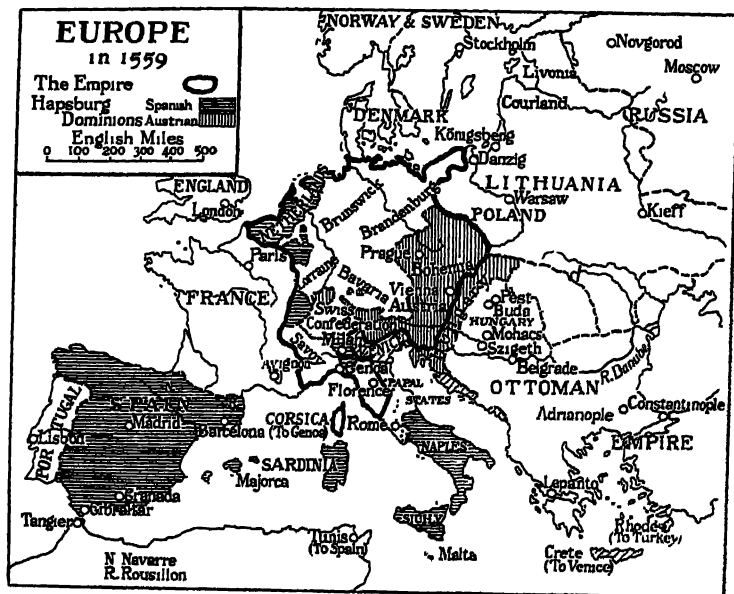 EUROPE
in 1559
The Empire
Hapsburg Spanish
Dominions Austrian
English Miles
0 100 200 300 400 500
NORWAY & SWEDEN
Stockholm
Novgorod
Livonia
Moscow
Courland
DENMARK
RUSSIA
Königsberg
Danzig
ENGLAND
London
NETHERLANDS
Brunswick
Brandenburg
LITHUANIA
Warsaw
POLAND
Kieff
Paris
Lorraine
Prague
Bohemia
Bavaria
Vienna
Austria
FRANCE
Swiss
Confederation
Pest
Buda
HUNGARY
Mohacs
Szigeth
Savoy
Milan
VENICE
Genoa
Belgrade
R. Danube
Avignon
Florence
PAPAL
STATES
OTTOMAN
EMPIRE
Adrianople
Constantinople
CORSICA
(To Genoa)
Rome
PORTUGAL
SPAIN
Madrid
Lisbon
Barcelona
NAPLES
SARDINIA
Majorca
Granada
Gibraltar
Tangier
SICILY
Lepanto
Tunis
(To Spain)
Malta
Rhodes
(To Turkey)
Crete
(To Venice)
N Navarre
R. Rousillon